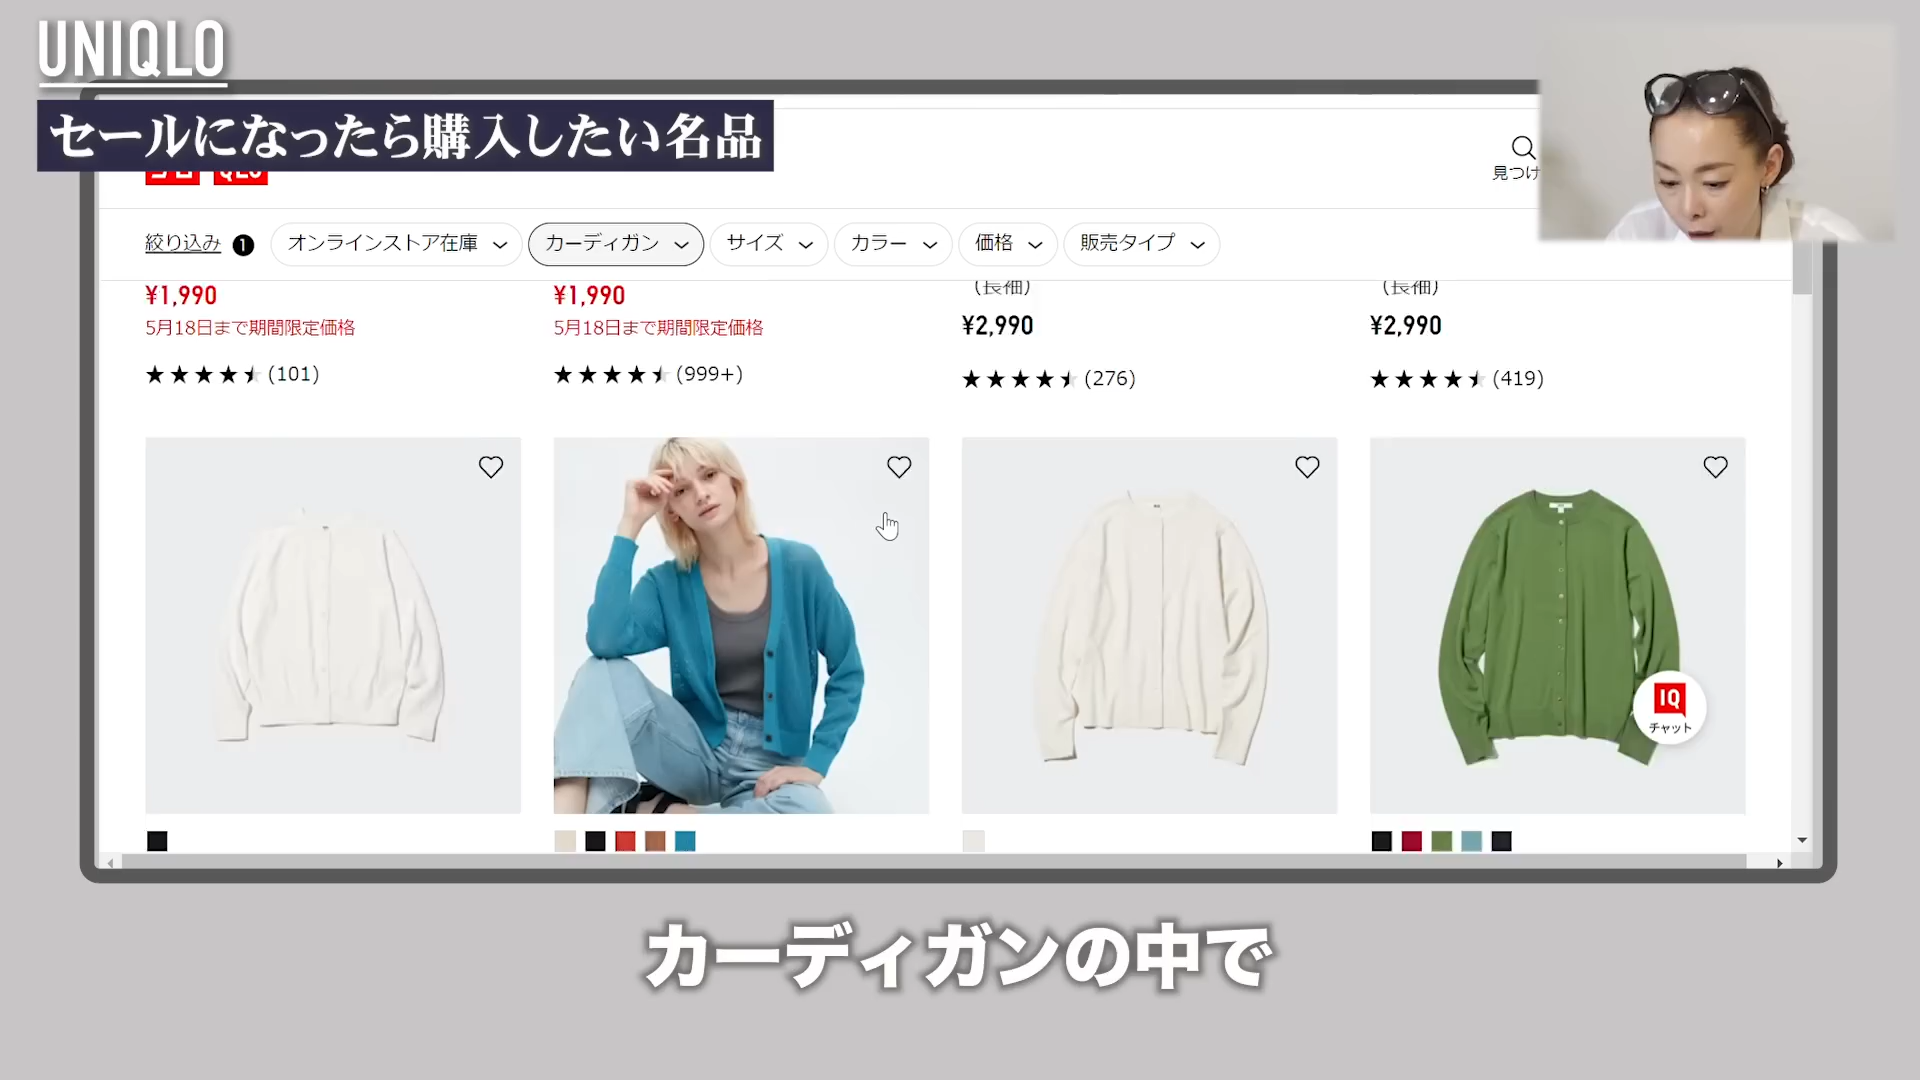 UNIQLO
セールになったら購入したい名品
見つけ
絞り込み 1 オンラインストア在庫 カーディガン サイズ カラー 価格 販売タイプ
¥1,990
5月18日まで期間限定価格
★★★★★ (101)
¥1,990
5月18日まで期間限定価格
★★★★★ (999+)
(長袖)
¥2,990
★★★★★ (276)
(長袖)
¥2,990
★★★★★ (419)
IQ
チャット
カーディガンの中で